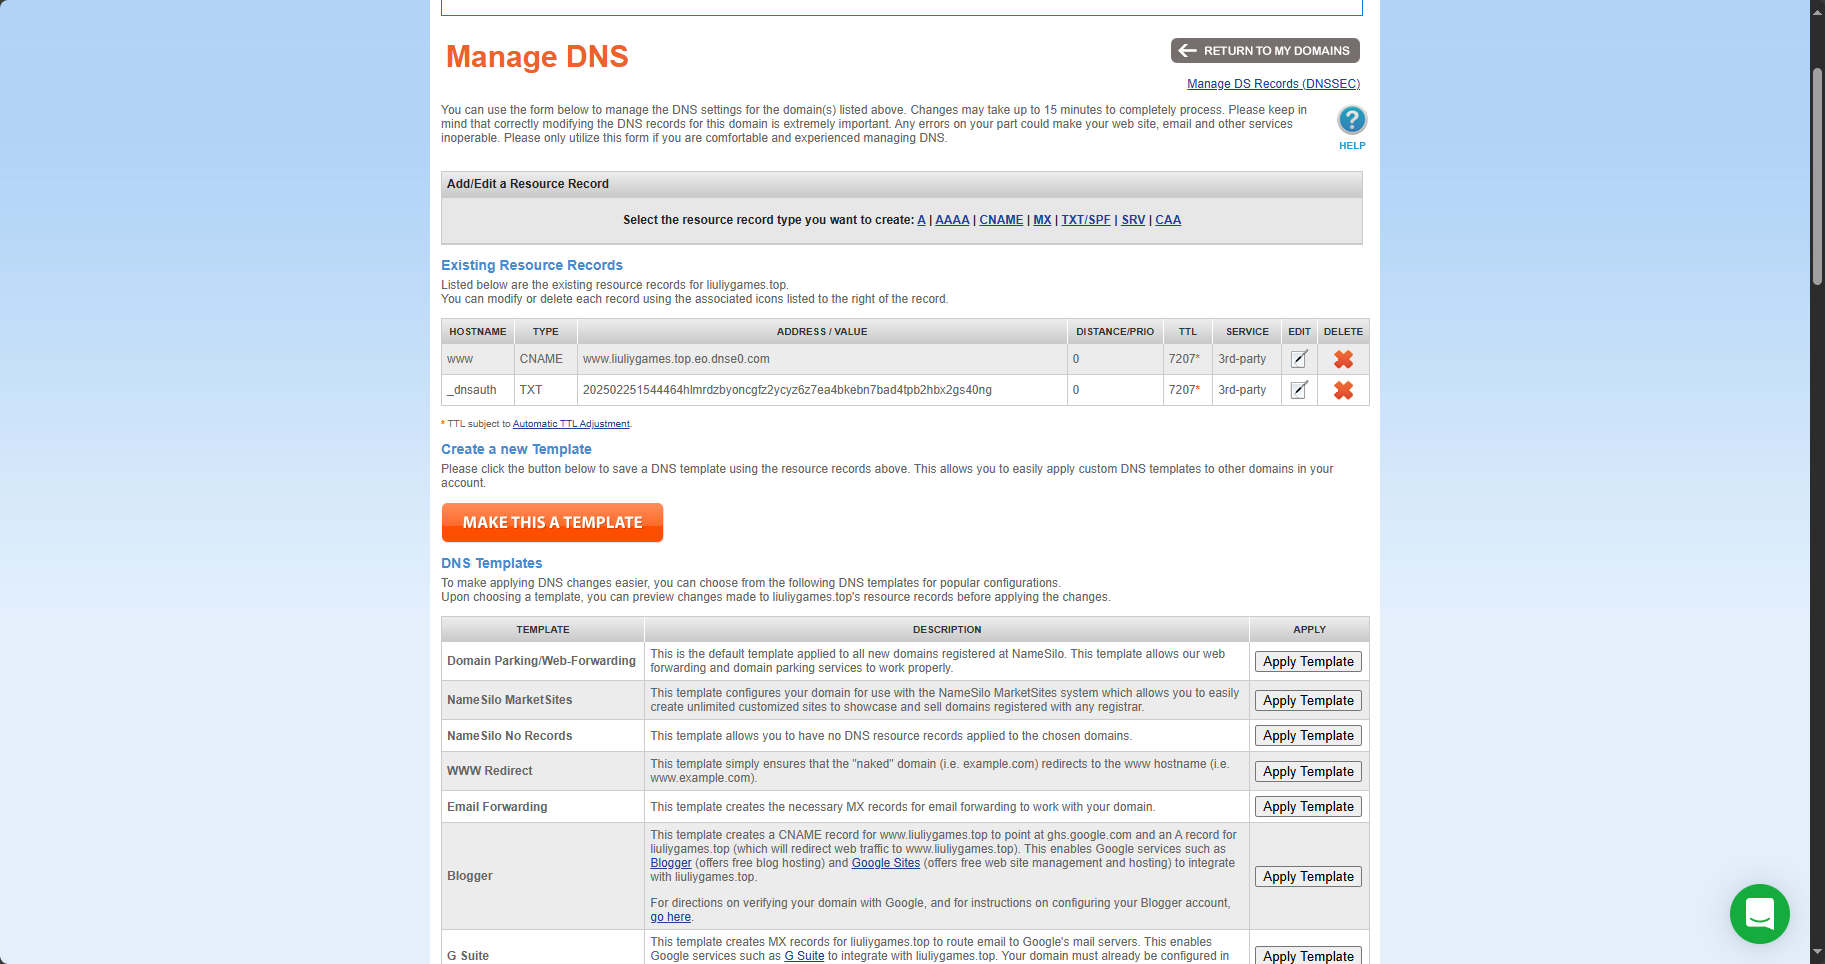 Manage DNS
RETURN TO MY DOMAINS
Manage DS Records (DNSSEC)
You can use the form below to manage the DNS settings for the domain(s) listed above. Changes may take up to 15 minutes to completely process. Please keep in
mind that correctly modifying the DNS records for this domain is extremely important. Any errors on your part could make your web site, email and other services
inoperable. Please only utilize this form if you are comfortable and experienced managing DNS.
?
HELP
Add/Edit a Resource Record
Select the resource record type you want to create: A | AAAA | CNAME | MX | TXT/SPF | SRV | CAA
Existing Resource Records
Listed below are the existing resource records for liuliygames.top.
You can modify or delete each record using the associated icons listed to the right of the record.
HOSTNAME TYPE ADDRESS / VALUE DISTANCE/PRIO TTL SERVICE EDIT DELETE
www CNAME www.liuliygames.top.eo.dnse0.com 0 7207* 3rd-party
_dnsauth TXT 202502251544464hlmrdzbyoncgfz2ycyz6z7ea4bkebn7bad4tpb2hbx2gs40ng 0 7207* 3rd-party
* TTL subject to Automatic TTL Adjustment.
Create a new Template
Please click the button below to save a DNS template using the resource records above. This allows you to easily apply custom DNS templates to other domains in your
account.
MAKE THIS A TEMPLATE
DNS Templates
To make applying DNS changes easier, you can choose from the following DNS templates for popular configurations.
Upon choosing a template, you can preview changes made to liuliygames.top's resource records before applying the changes.
TEMPLATE DESCRIPTION APPLY
Domain Parking/Web-Forwarding
This is the default template applied to all new domains registered at NameSilo. This template allows our web
forwarding and domain parking services to work properly.
Apply Template
NameSilo MarketSites
This template configures your domain for use with the NameSilo MarketSites system which allows you to easily
create unlimited customized sites to showcase and sell domains registered with any registrar.
Apply Template
NameSilo No Records
This template allows you to have no DNS resource records applied to the chosen domains.
Apply Template
WWW Redirect
This template simply ensures that the "naked" domain (i.e. example.com) redirects to the www hostname (i.e.
www.example.com).
Apply Template
Email Forwarding
This template creates the necessary MX records for email forwarding to work with your domain.
Apply Template
Blogger
This template creates a CNAME record for www.liuliygames.top to point at ghs.google.com and an A record for
liuliygames.top (which will redirect web traffic to www.liuliygames.top). This enables Google services such as
Blogger (offers free blog hosting) and Google Sites (offers free web site management and hosting) to integrate
with liuliygames.top.
For directions on verifying your domain with Google, and for instructions on configuring your Blogger account,
go here.
Apply Template
G Suite
This template creates MX records for liuliygames.top to route email to Google's mail servers. This enables
Google services such as G Suite to integrate with liuliygames.top. Your domain must already be configured in
Apply Template